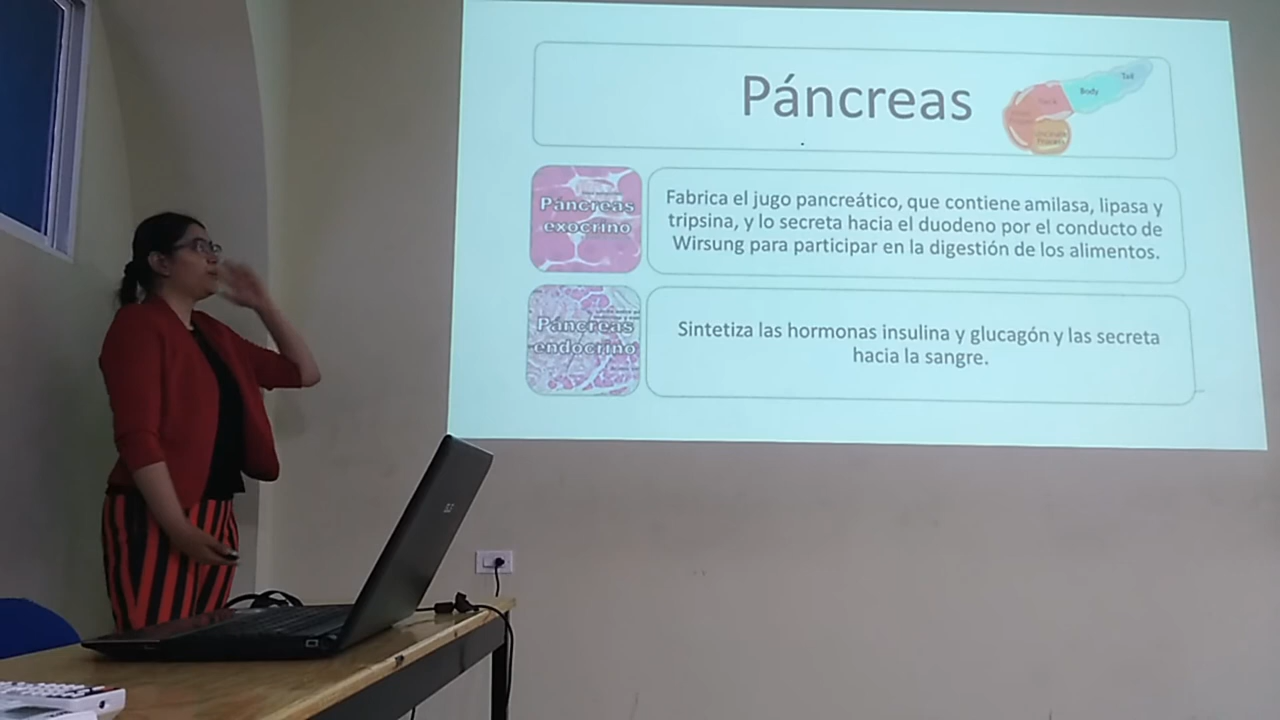 Páncreas
Tail
Body
Páncreas
exocrino
Fabrica el jugo pancreático, que contiene amilasa, lipasa y
tripsina, y lo secreta hacia el duodeno por el conducto de
Wirsung para participar en la digestión de los alimentos.
Páncreas
endocrino
Sintetiza las hormonas insulina y glucagón y las secreta
hacia la sangre.